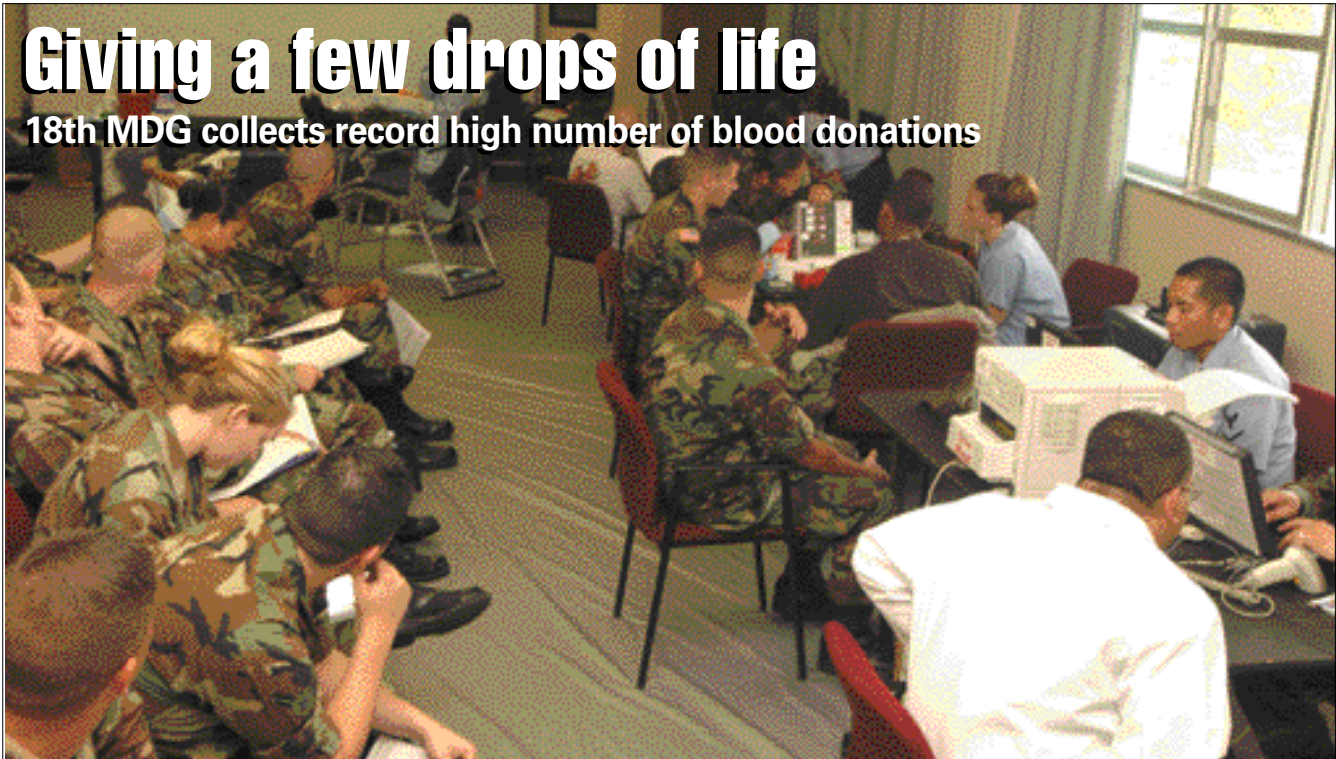 Giving a few drops of life
18th MDG collects record high number of blood donations